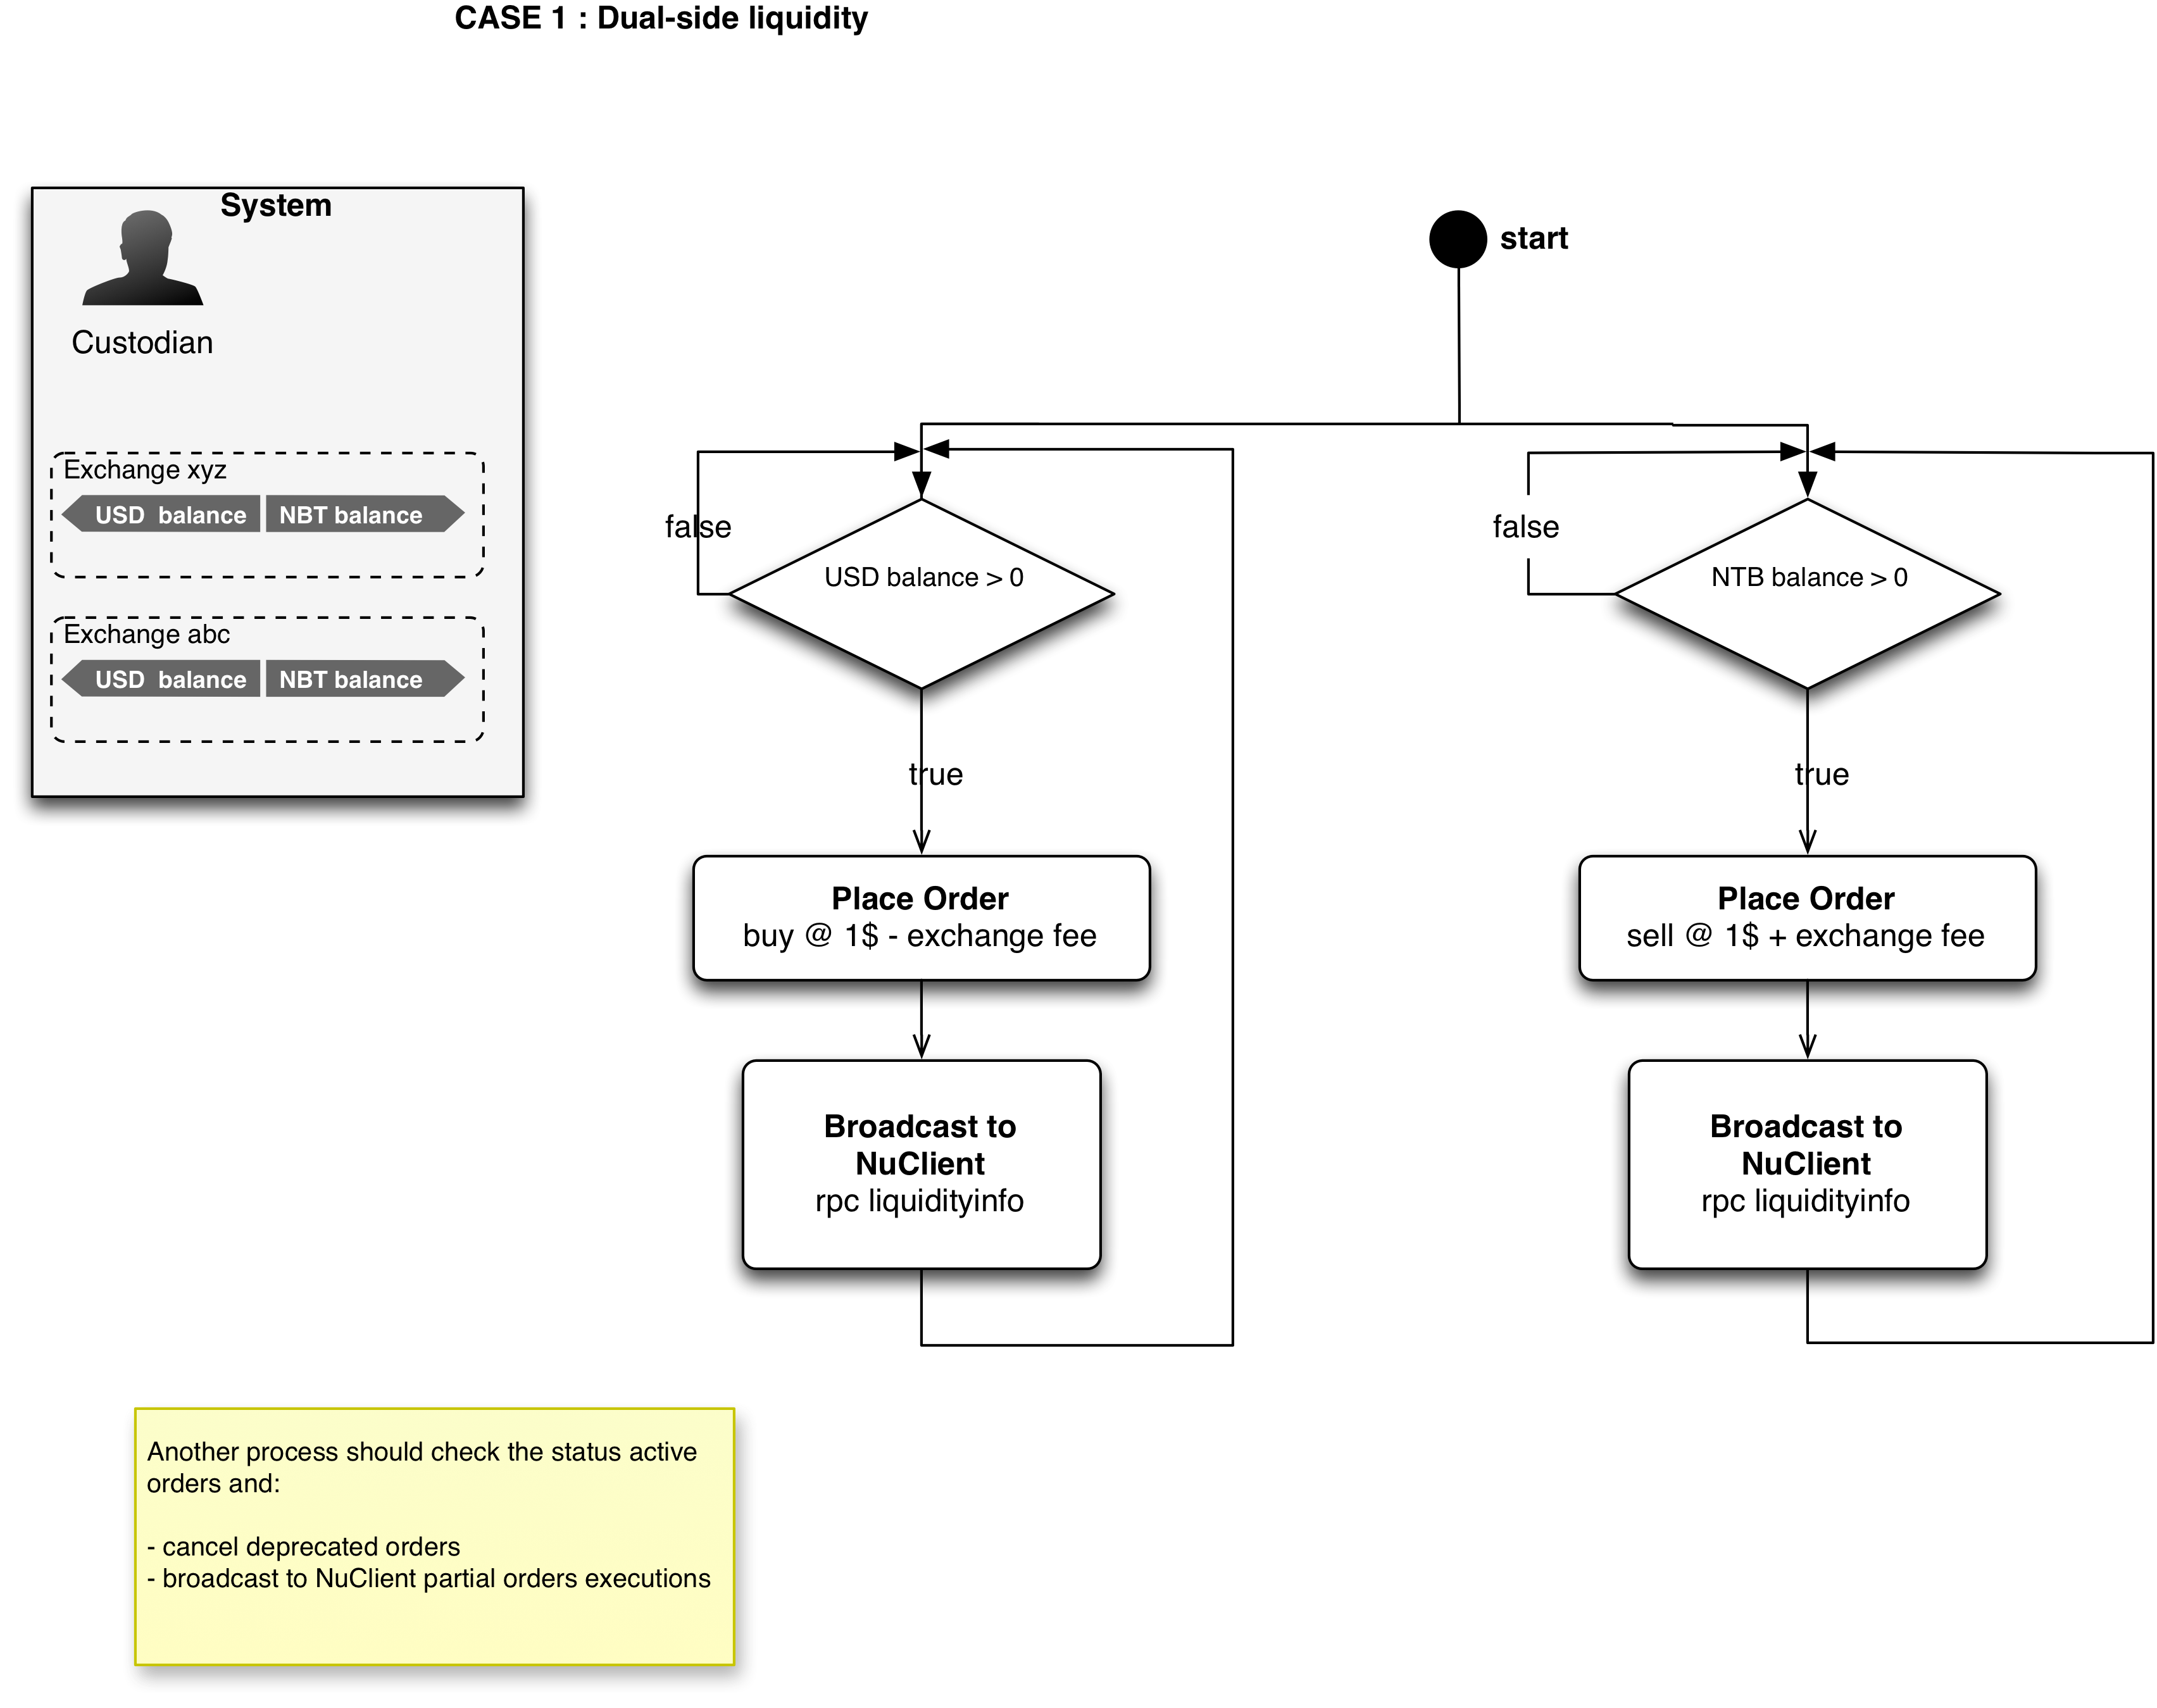 CASE 1 : Dual-side liquidity
System
Custodian
Exchange xyz
USD  balance NBT balance
Exchange abc
USD  balance NBT balance
start
false
USD balance > 0
true
Place Order
buy @ 1$ - exchange fee
Broadcast to
NuClient
rpc liquidityinfo
false
NTB balance > 0
true
Place Order
sell @ 1$ + exchange fee
Broadcast to
NuClient
rpc liquidityinfo
Another process should check the status active
orders and:
- cancel deprecated orders
- broadcast to NuClient partial orders executions